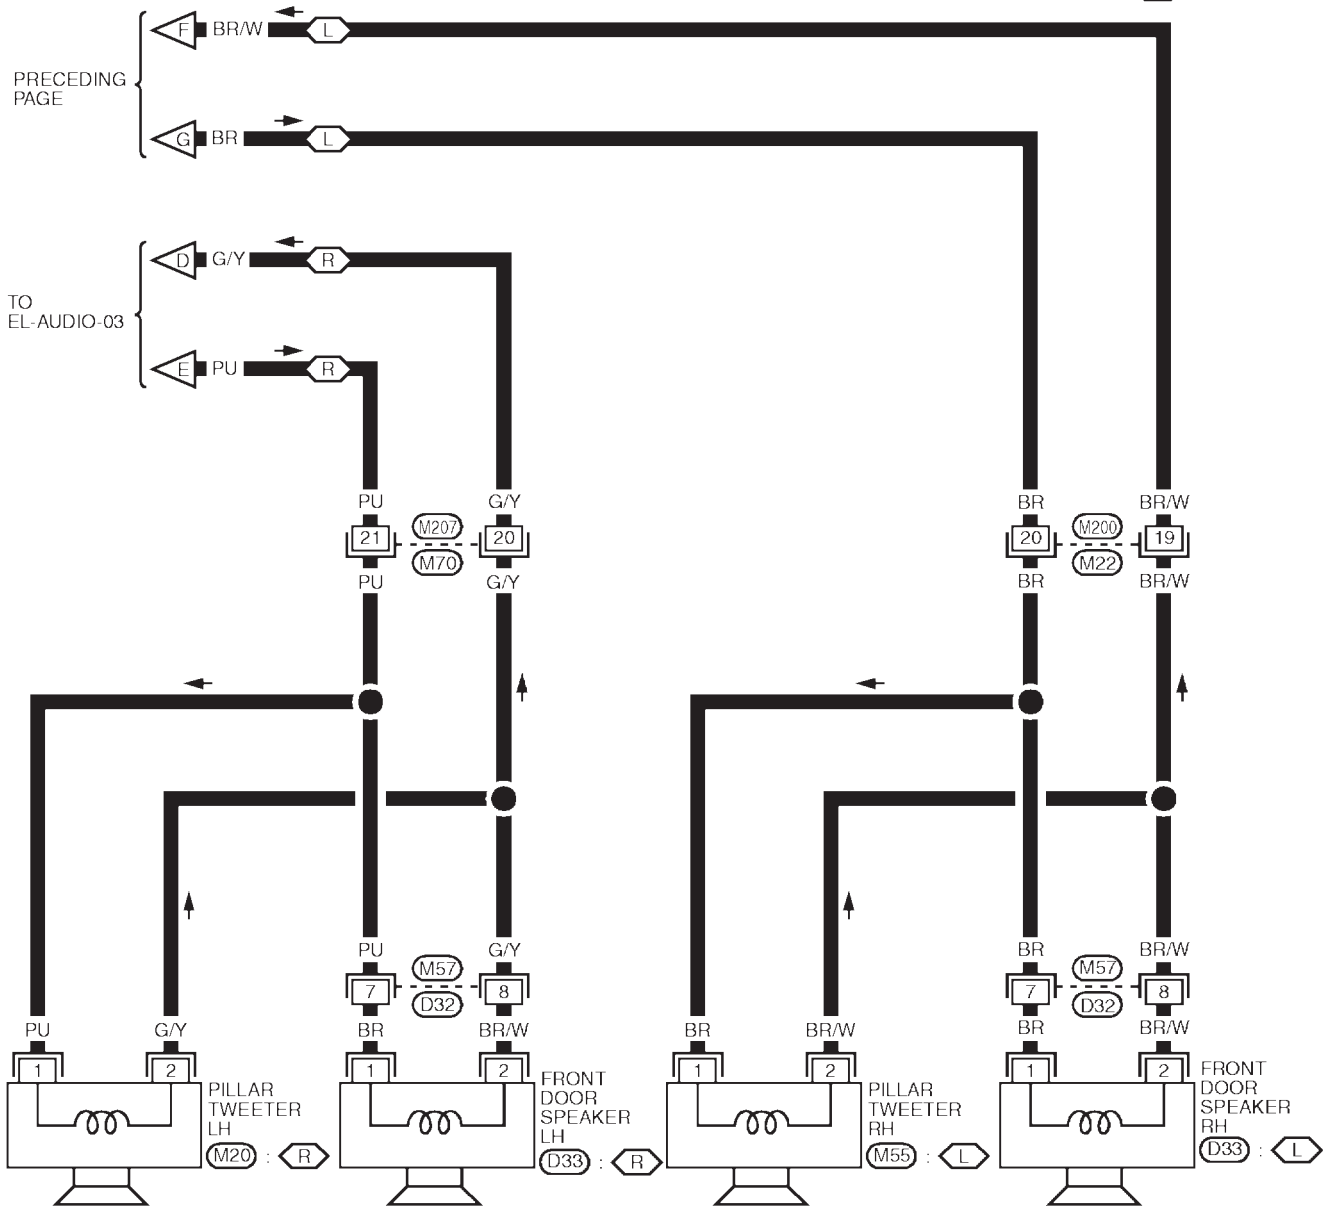 F BR/W L
PRECEDING
PAGE
G BR L
D G/Y R
TO
EL-AUDIO-03
E PU R
PU G/Y BR BR/W
21 M207 20 20 M200 19
M70 M22
PU G/Y BR BR/W
PU G/Y BR BR/W
7 M57 8 7 M57 8
D32 D32
PU G/Y BR BR/W BR BR/W BR BR/W
1 2 1 2 1 2 1 2
PILLAR
TWEETER
LH
M20 : R
FRONT
DOOR
SPEAKER
LH
D33 : R
PILLAR
TWEETER
RH
M55 : L
FRONT
DOOR
SPEAKER
RH
D33 : L